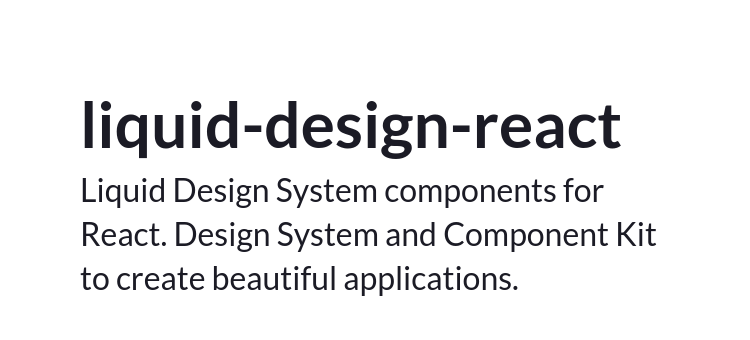 liquid-design-react
Liquid Design System components for
React. Design System and Component Kit
to create beautiful applications.